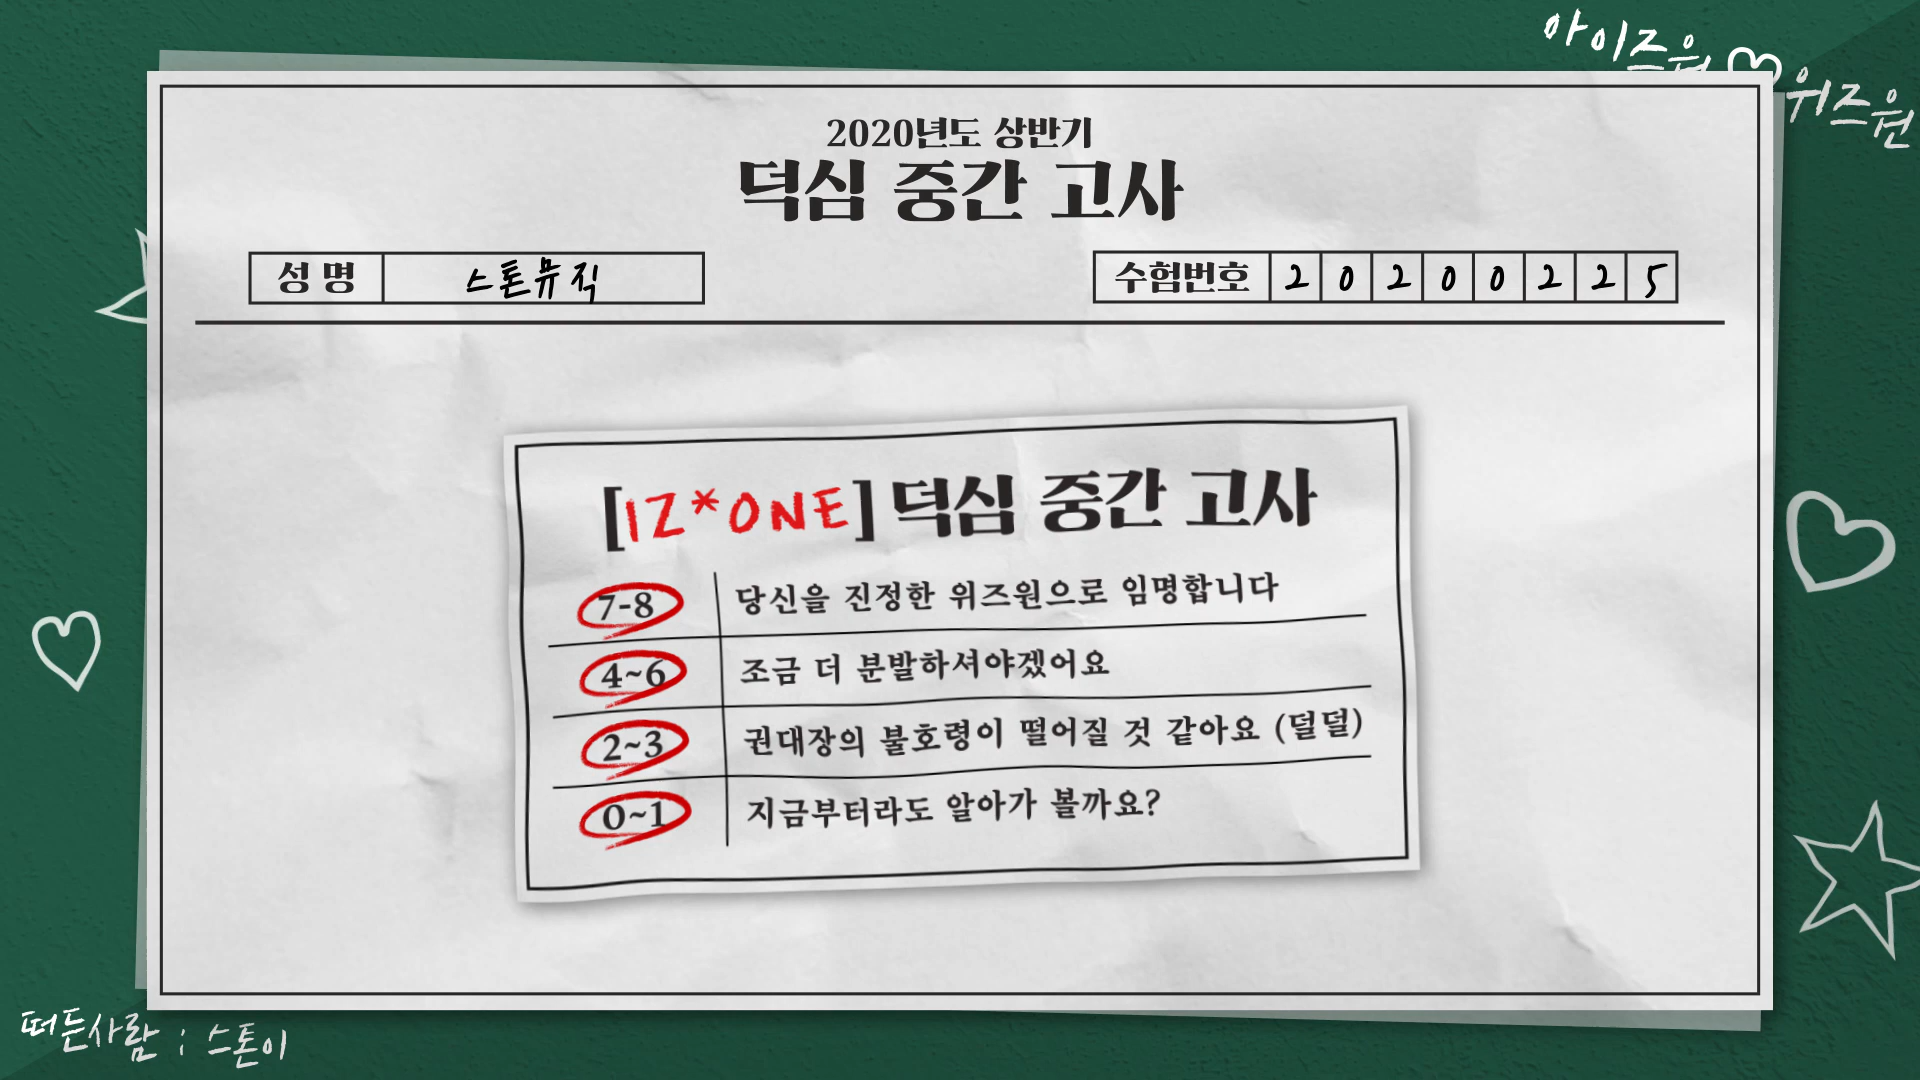 아이즈원♡위즈원
2020년도 상반기
덕심 중간 고사
성 명 스톤뮤직
수험번호 2 0 2 0 0 2 2 5
[IZ*ONE] 덕심 중간 고사
7-8 당신을 진정한 위즈원으로 임명합니다
4~6 조금 더 분발하셔야겠어요
2~3 권대장의 불호령이 떨어질 것 같아요 (덜덜)
0~1 지금부터라도 알아가 볼까요?
떠든사람 ; 스톤이